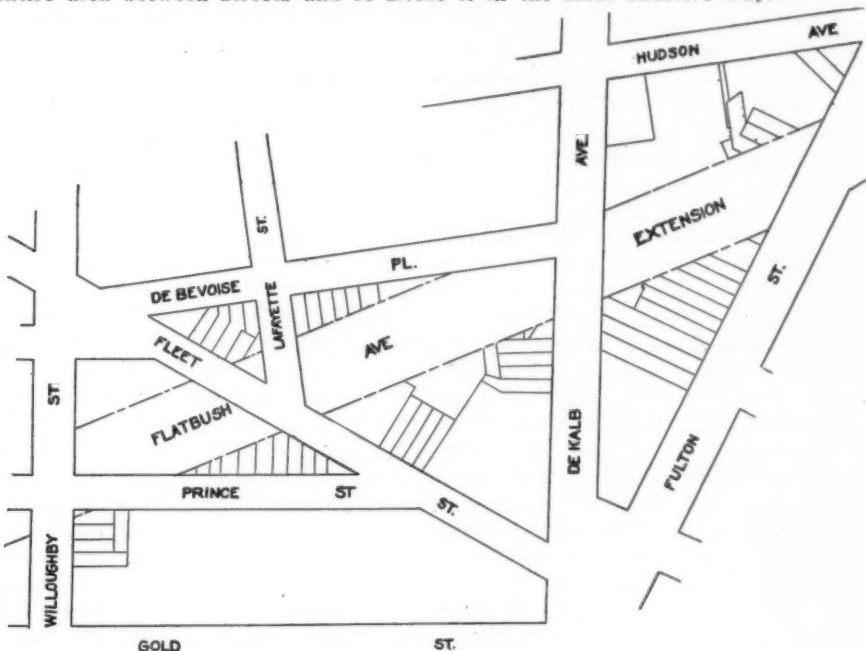 HUDSON AVE
AVE
ST.
EXTENSION
PL.
DE BEVOISE
LAFAYETTE
ST.
AVE
FLEET
ST.
FLATBUSH
DE KALB
FULTON
PRINCE ST
ST.
WILLOUGHBY
GOLD ST.